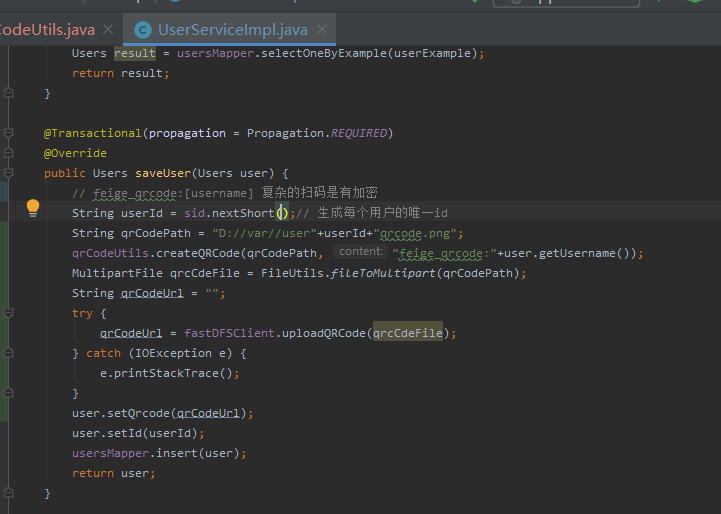 CodeUtils.java
UserServiceImpl.java
Users result = usersMapper.selectOneByExample(userExample);
return result;
}
@Transactional(propagation = Propagation.REQUIRED)
@Override
public Users saveUser(Users user) {
// feige_qrcode:[username] 复杂的扫码是有加密
String userId = sid.nextShort();// 生成每个用户的唯一id
String qrCodePath = "D://var//user"+userId+"qrcode.png";
qrCodeUtils.createQRCode(qrCodePath, content: "feige_qrcode:"+user.getUsername());
MultipartFile qrcCdeFile = FileUtils.fileToMultipart(qrCodePath);
String qrCodeUrl = "";
try {
qrCodeUrl = fastDFSClient.uploadQRCode(qrcCdeFile);
} catch (IOException e) {
e.printStackTrace();
}
user.setQrcode(qrCodeUrl);
user.setId(userId);
usersMapper.insert(user);
return user;
}